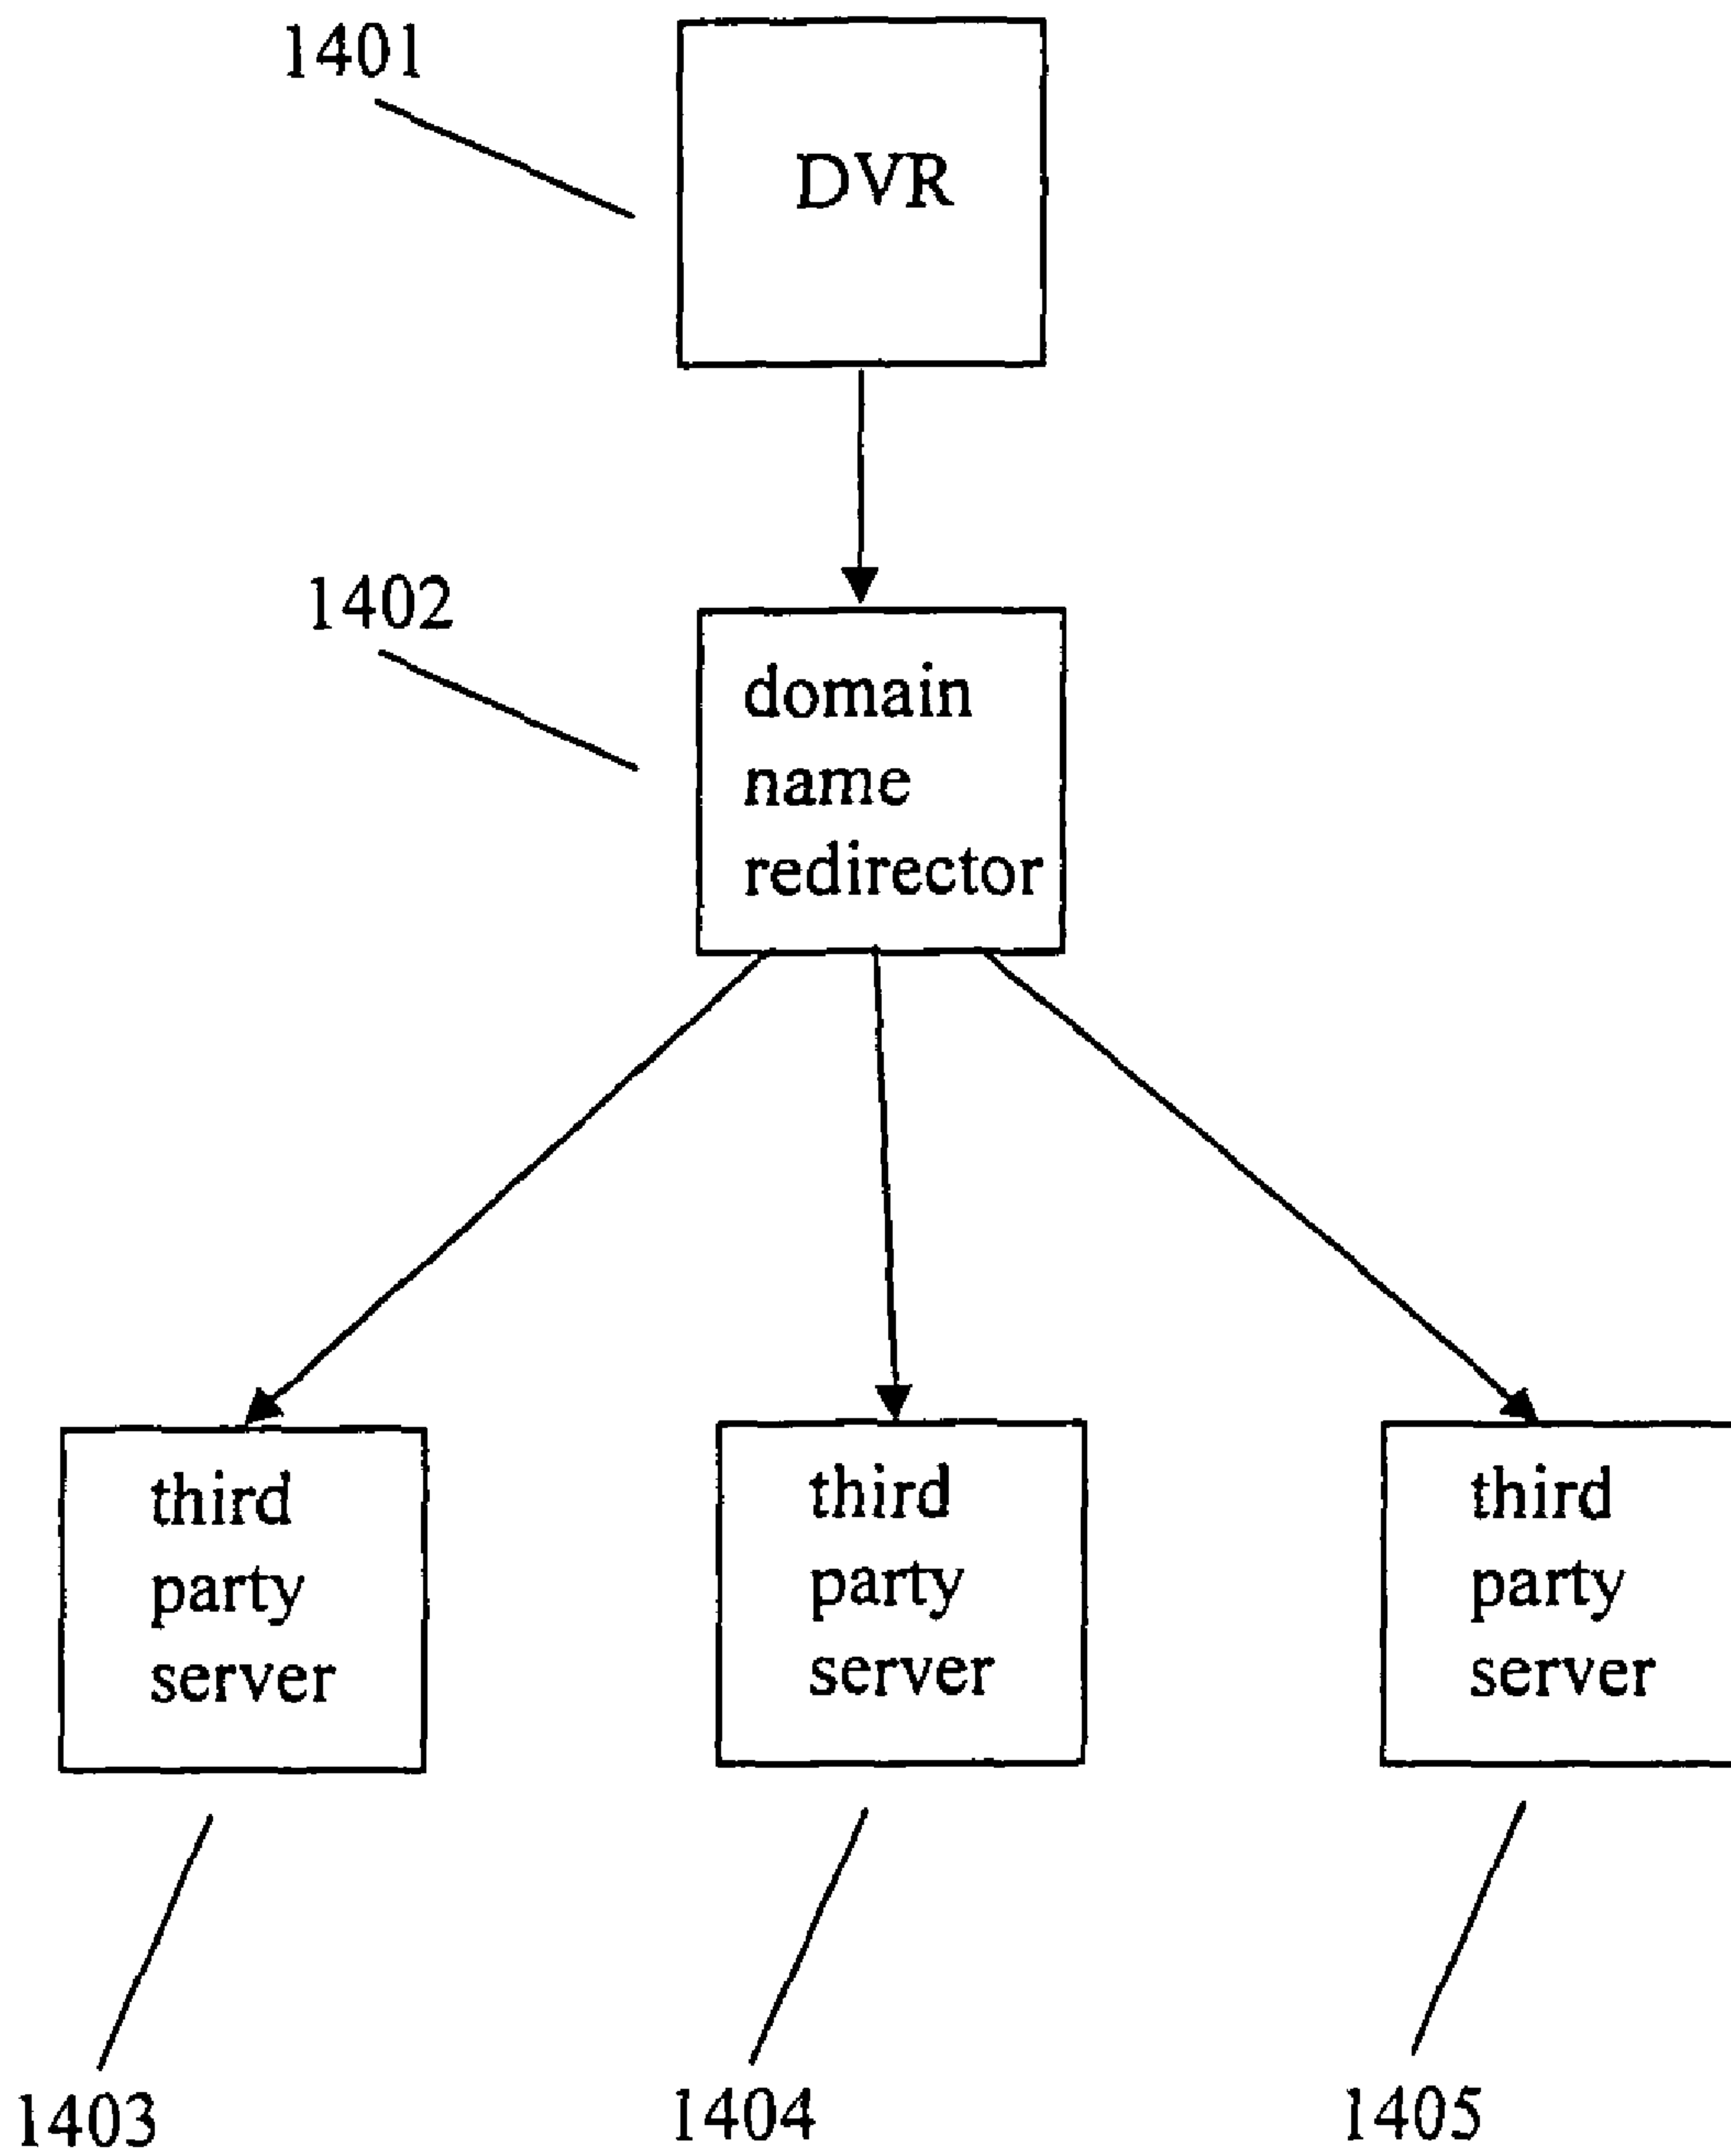 1401
DVR
1402
domain
name
redirector
third
party
server
third
party
server
third
party
server
1403
1404
1405